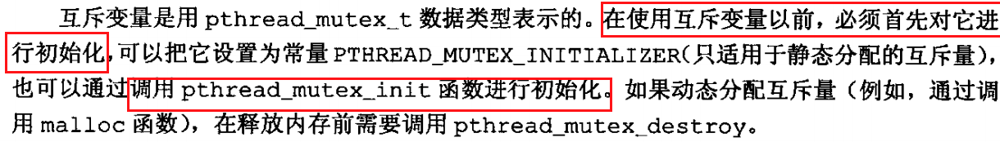 互斥变量是用 pthread_mutex_t 数据类型表示的。在使用互斥变量以前，必须首先对它进
行初始化，可以把它设置为常量 PTHREAD_MUTEX_INITIALIZER（只适用于静态分配的互斥量），
也可以通过调用 pthread_mutex_init 函数进行初始化。如果动态分配互斥量（例如，通过调
用 malloc 函数），在释放内存前需要调用 pthread_mutex_destroy。